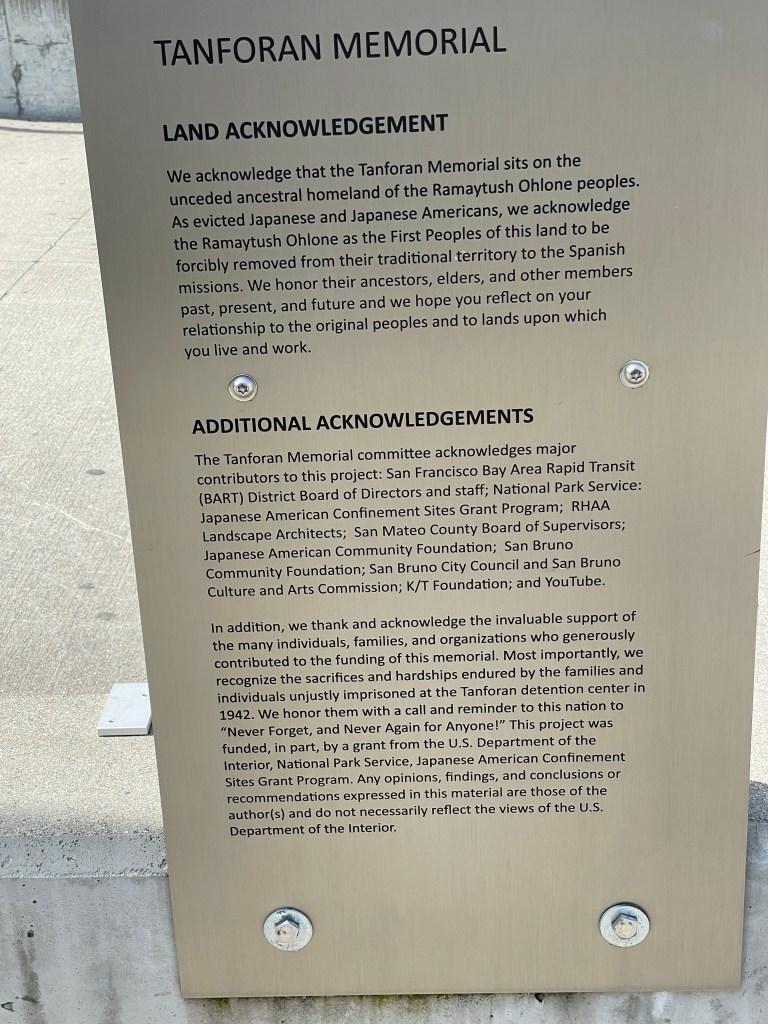 TANFORAN MEMORIAL
LAND ACKNOWLEDGEMENT
We acknowledge that the Tanforan Memorial sits on the
unceded ancestral homeland of the Ramaytush Ohlone peoples.
As evicted Japanese and Japanese Americans, we acknowledge
the Ramaytush Ohlone as the First Peoples of this land to be
forcibly removed from their traditional territory to the Spanish
missions. We honor their ancestors, elders, and other members
past, present, and future and we hope you reflect on your
relationship to the original peoples and to lands upon which
you live and work.
ADDITIONAL ACKNOWLEDGEMENTS
The Tanforan Memorial committee acknowledges major
contributors to this project: San Francisco Bay Area Rapid Transit
(BART) District Board of Directors and staff; National Park Service:
Japanese American Confinement Sites Grant Program; RHAA
Landscape Architects; San Mateo County Board of Supervisors;
Japanese American Community Foundation; San Bruno
Community Foundation; San Bruno City Council and San Bruno
Culture and Arts Commission; K/T Foundation; and YouTube.
In addition, we thank and acknowledge the invaluable support of
the many individuals, families, and organizations who generously
contributed to the funding of this memorial. Most importantly, we
recognize the sacrifices and hardships endured by the families and
individuals unjustly imprisoned at the Tanforan detention center in
1942. We honor them with a call and reminder to this nation to
“Never Forget, and Never Again for Anyone!” This project was
funded, in part, by a grant from the U.S. Department of the
Interior, National Park Service, Japanese American Confinement
Sites Grant Program. Any opinions, findings, and conclusions or
recommendations expressed in this material are those of the
author(s) and do not necessarily reflect the views of the U.S.
Department of the Interior.